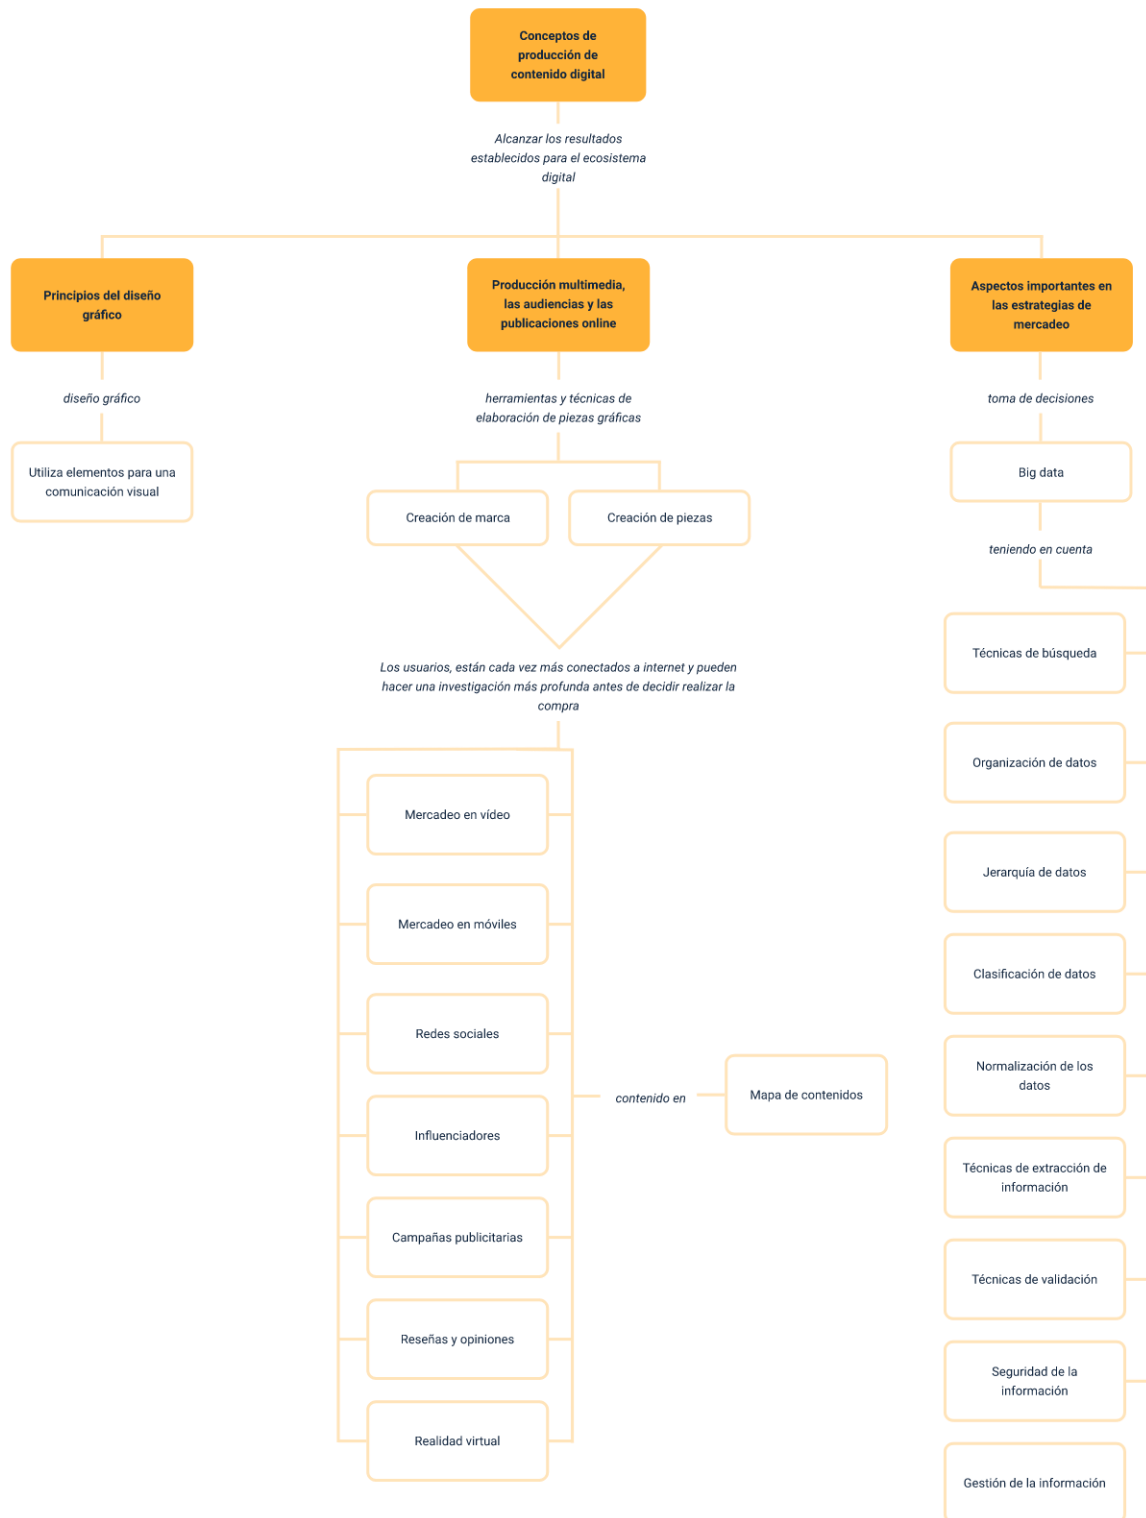 Conceptos de
producción de
contenido digital
Alcanzar los resultados
establecidos para el ecosistema
digital
Principios del diseño
gráfico
diseño gráfico
Utiliza elementos para una
comunicación visual
Producción multimedia,
las audiencias y las
publicaciones online
herramientas y técnicas de
elaboración de piezas gráficas
Creación de marca
Creación de piezas
Los usuarios, están cada vez más conectados a internet y pueden
hacer una investigación más profunda antes de decidir realizar la
compra
Mercadeo en vídeo
Mercadeo en móviles
Redes sociales
Influenciadores
Campañas publicitarias
Reseñas y opiniones
Realidad virtual
contenido en
Mapa de contenidos
Aspectos importantes en
las estrategias de
mercadeo
toma de decisiones
Big data
teniendo en cuenta
Técnicas de búsqueda
Organización de datos
Jerarquía de datos
Clasificación de datos
Normalización de los
datos
Técnicas de extracción de
información
Técnicas de validación
Seguridad de la
información
Gestión de la información